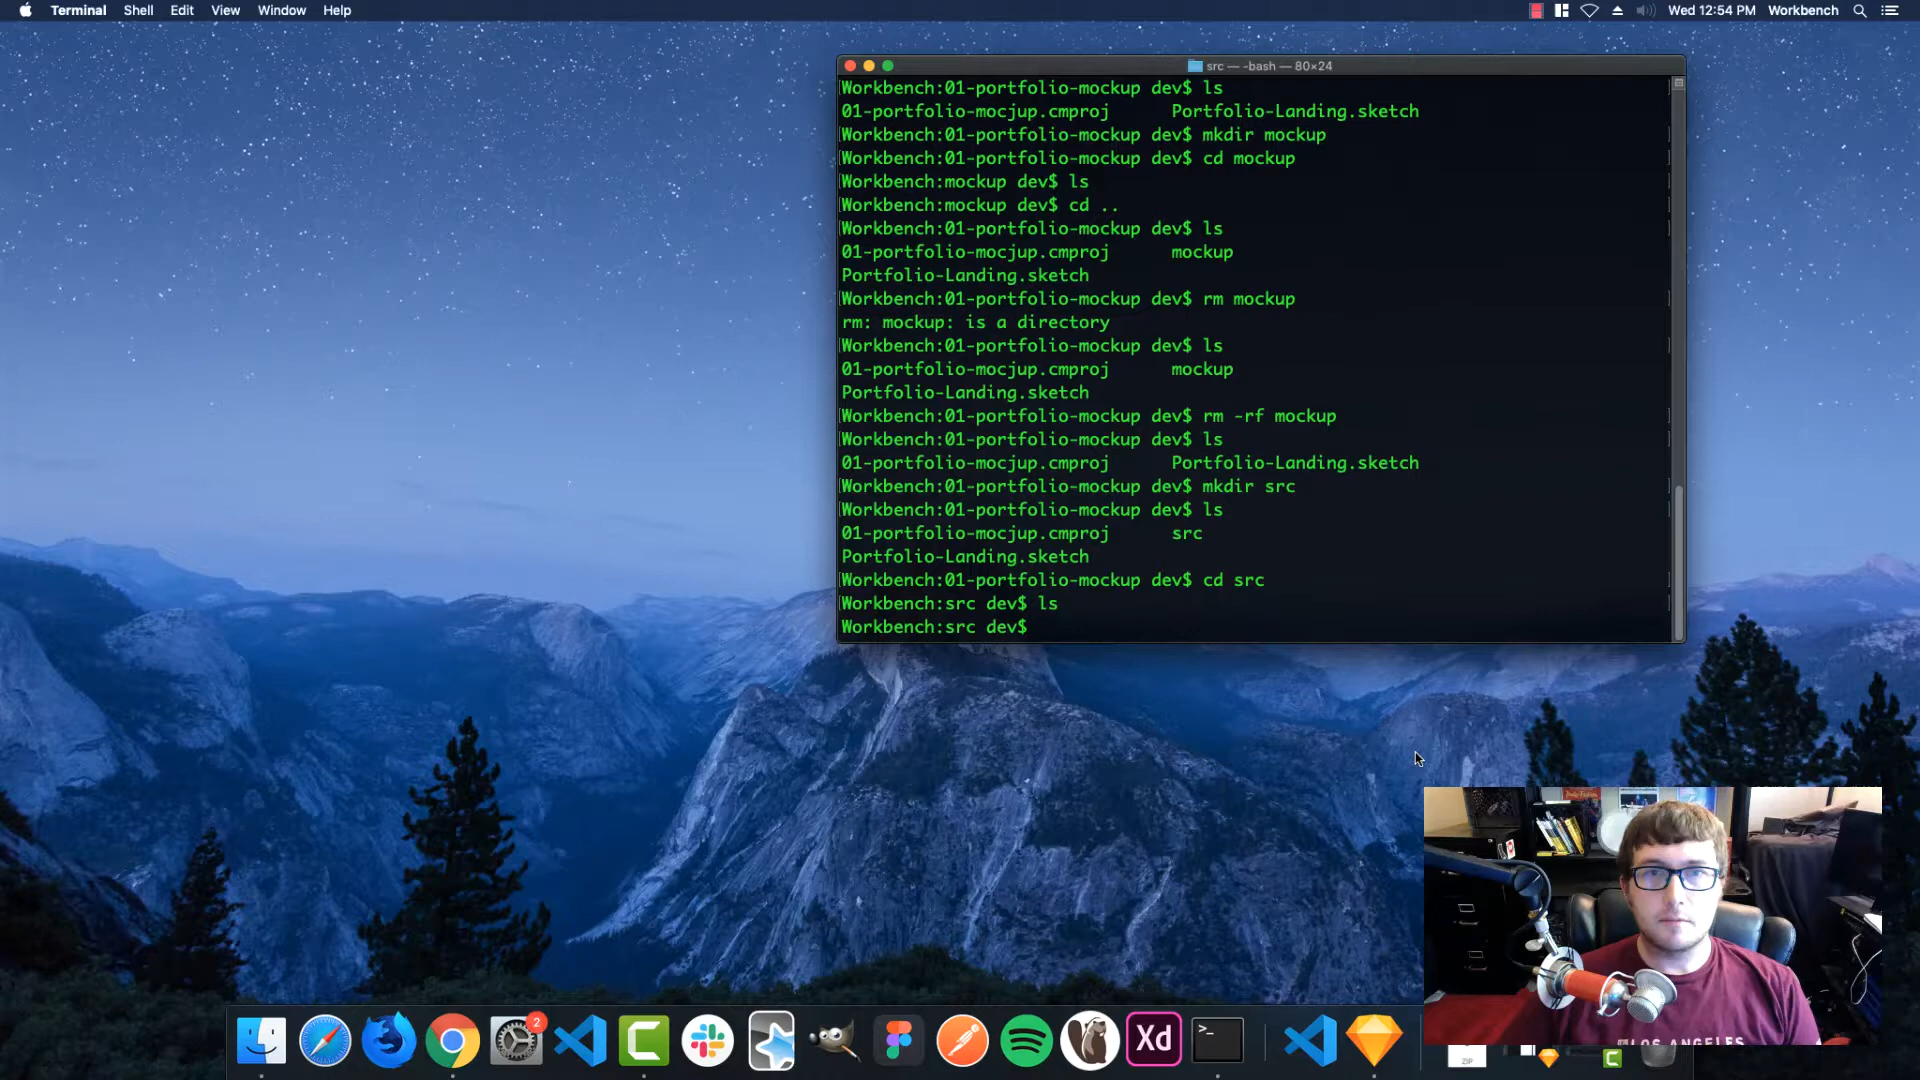 Terminal Shell Edit View Window Help
Wed 12:54 PM Workbench
src — -bash — 80×24
Workbench:01-portfolio-mockup dev$ ls
01-portfolio-mocjup.cmproj Portfolio-Landing.sketch
Workbench:01-portfolio-mockup dev$ mkdir mockup
Workbench:01-portfolio-mockup dev$ cd mockup
Workbench:mockup dev$ ls
Workbench:mockup dev$ cd ..
Workbench:01-portfolio-mockup dev$ ls
01-portfolio-mocjup.cmproj mockup
Portfolio-Landing.sketch
Workbench:01-portfolio-mockup dev$ rm mockup
rm: mockup: is a directory
Workbench:01-portfolio-mockup dev$ ls
01-portfolio-mocjup.cmproj mockup
Portfolio-Landing.sketch
Workbench:01-portfolio-mockup dev$ rm -rf mockup
Workbench:01-portfolio-mockup dev$ ls
01-portfolio-mocjup.cmproj Portfolio-Landing.sketch
Workbench:01-portfolio-mockup dev$ mkdir src
Workbench:01-portfolio-mockup dev$ ls
01-portfolio-mocjup.cmproj src
Portfolio-Landing.sketch
Workbench:01-portfolio-mockup dev$ cd src
Workbench:src dev$ ls
Workbench:src dev$
2
Xd
>_
ZIP
LOS ANGELES